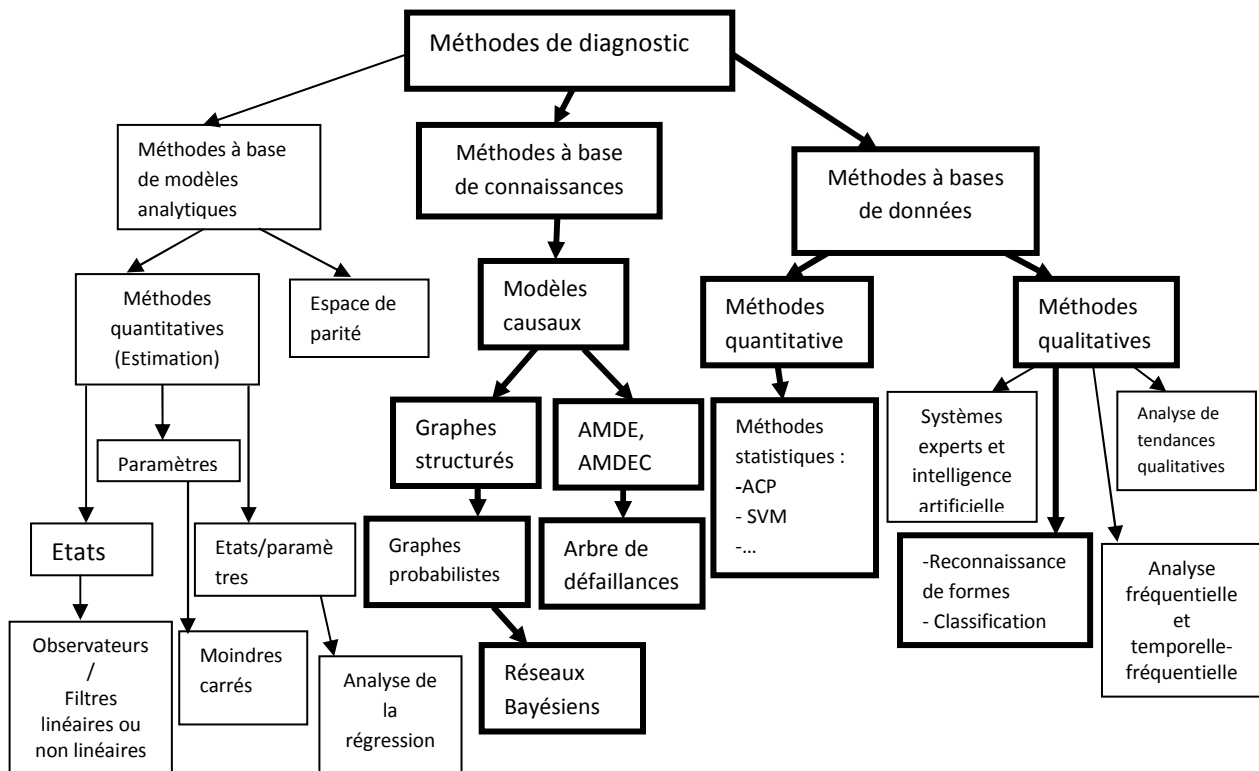 Méthodes de diagnostic
Méthodes à base
de modèles
analytiques
Méthodes à base
de connaissances
Méthodes à bases
de données
Méthodes
quantitatives
(Estimation)
Espace de
parité
Modèles
causaux
Méthodes
quantitative
Méthodes
qualitatives
Paramètres
Graphes
structurés
AMDE,
AMDEC
Méthodes
statistiques :
-ACP
- SVM
-...
Systèmes
experts et
intelligence
artificielle
Analyse de
tendances
qualitatives
Etats
Etats/paramè
tres
Graphes
probabilistes
Arbre de
défaillances
-Reconnaissance
de formes
- Classification
Analyse
fréquentielle
et
temporelle-
fréquentielle
Observateurs
/
Filtres
linéaires ou
non linéaires
Moindres
carrés
Analyse de
la
régression
Réseaux
Bayésiens